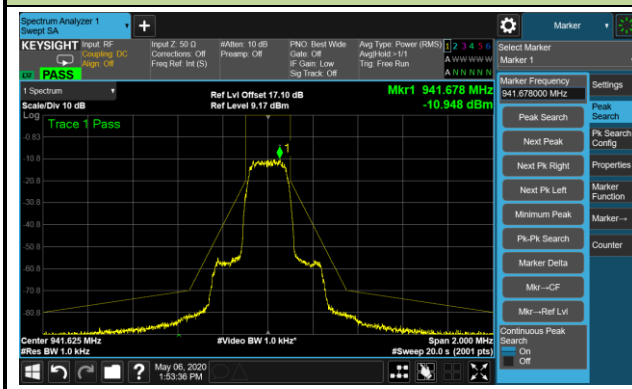 Spectrum Analyzer 1
Swept SA
+
Marker
KEYSIGHT
Input: RF
Coupling: DC
Align: Off
Input Z: 50 Ω
Corrections: Off
Freq Ref: Int (S)
#Atten: 10 dB
Preamp: Off
PNO: Best Wide
Gate: Off
IF Gain: Low
Sig Track: Off
Avg Type: Power (RMS)
Avg|Hold:>1/1
Trig: Free Run
1 2 3 4 5 6
A W W W W W
A N N N N N
PASS
Select Marker
Marker 1
1 Spectrum
Scale/Div 10 dB
Ref Lvl Offset 17.10 dB
Ref Level 9.17 dBm
Mkr1 941.678 MHz
-10.948 dBm
Log
Trace 1 Pass
1
-0.83
-10.8
-20.8
-30.8
-40.8
-50.8
-60.8
-70.8
-80.8
Center 941.625 MHz
#Res BW 1.0 kHz
#Video BW 1.0 kHz*
Span 2.000 MHz
#Sweep 20.0 s (2001 pts)
Marker Frequency
941.678000 MHz
Peak Search
Next Peak
Next Pk Right
Next Pk Left
Minimum Peak
Pk-Pk Search
Marker Delta
Mkr→CF
Mkr→Ref Lvl
Continuous Peak
Search
On
Off
Settings
Peak
Search
Pk Search
Config
Properties
Marker
Function
Marker→
Counter
?
May 06, 2020
1:53:36 PM